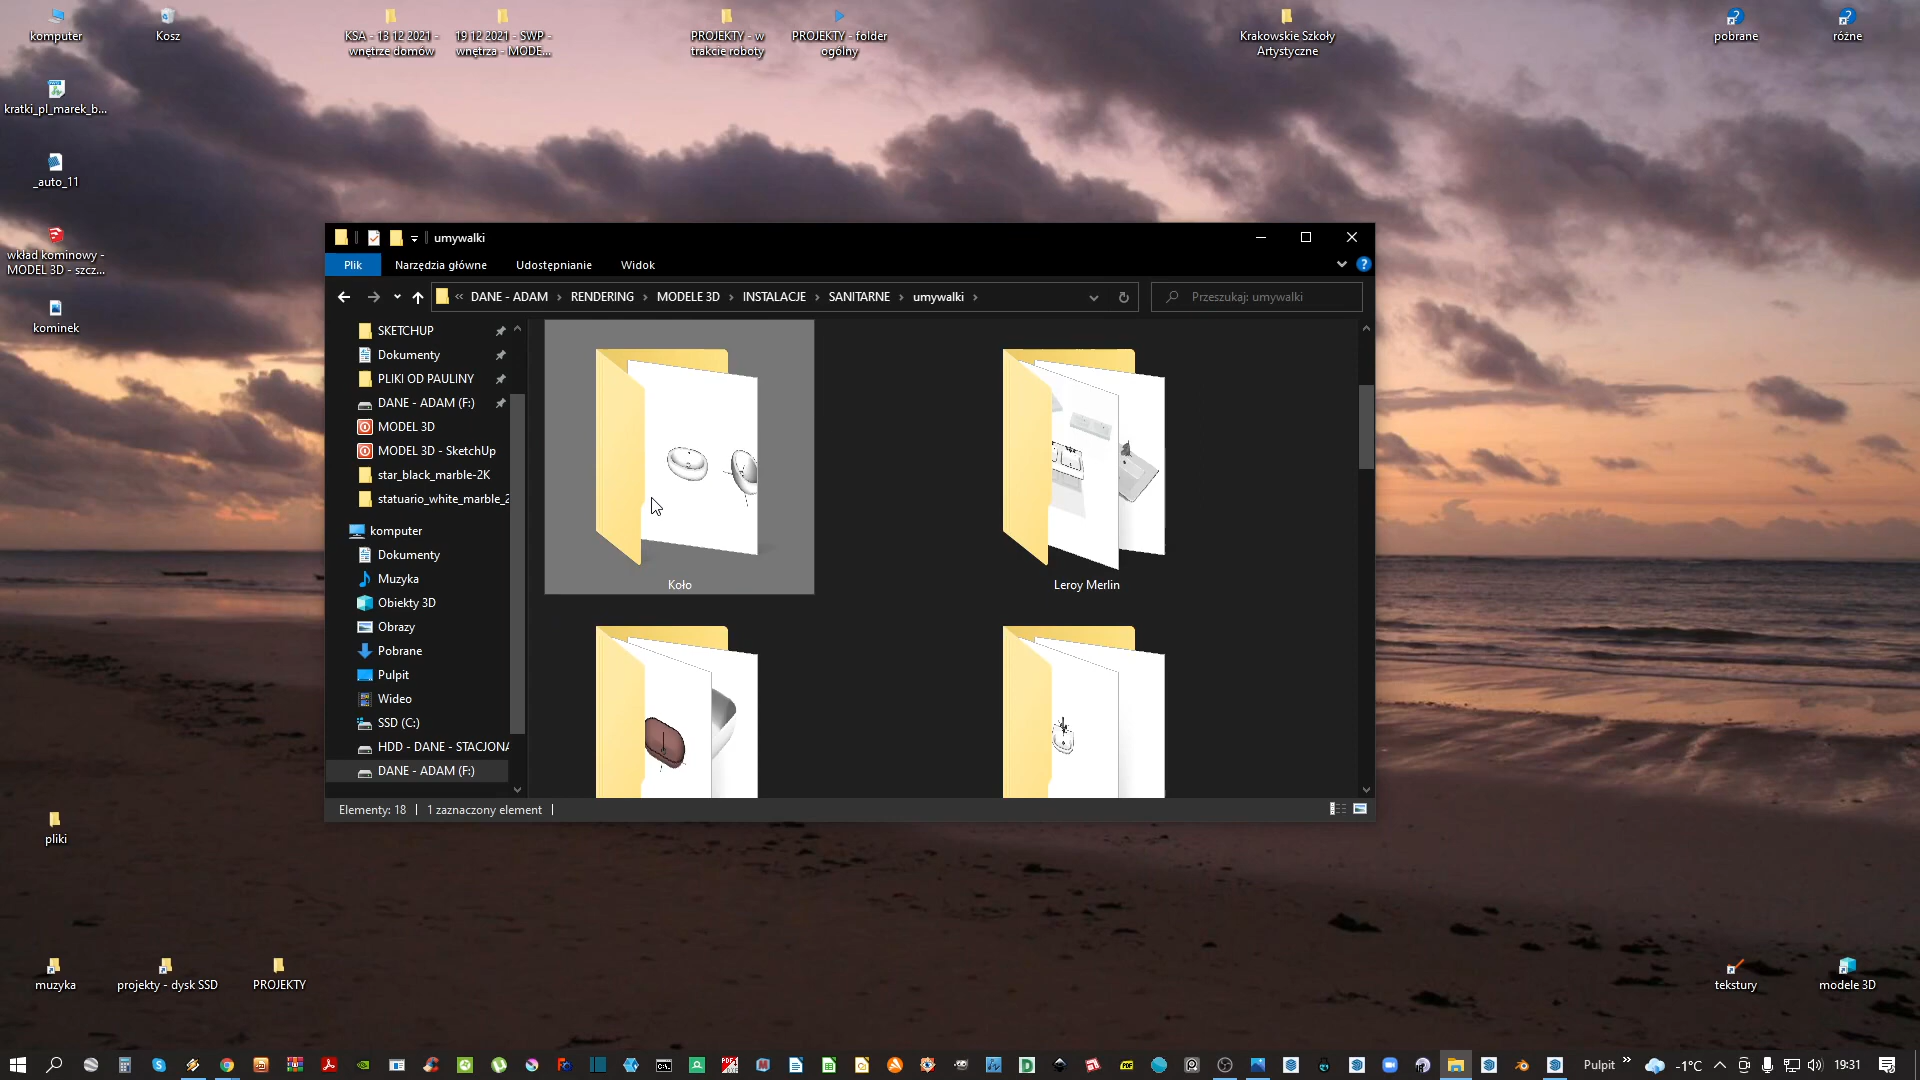 komputer
Kosz
KSA - 13 12 2021 -
wnętrze domów
19 12 2021 - SWP -
wnętrza - MODE...
PROJEKTY - w
trakcie roboty
PROJEKTY - folder
ogólny
Krakowskie Szkoły
Artystyczne
pobrane
różne
kratki_pl_marek_b...
_auto_11
wkład kominowy -
MODEL 3D - szcz...
kominek
umywalki
Plik
Narzędzia główne
Udostępnianie
Widok
« DANE - ADAM › RENDERING › MODELE 3D › INSTALACJE › SANITARNE › umywalki ›
Przeszukaj: umywalki
SKETCHUP
Dokumenty
PLIKI OD PAULINY
DANE - ADAM (F:)
MODEL 3D
MODEL 3D - SketchUp
star_black_marble-2K
statuario_white_marble_2
komputer
Dokumenty
Muzyka
Obiekty 3D
Obrazy
Pobrane
Pulpit
Wideo
SSD (C:)
HDD - DANE - STACJONA
DANE - ADAM (F:)
Koło
Leroy Merlin
Elementy: 18
1 zaznaczony element
pliki
muzyka
projekty - dysk SSD
PROJEKTY
tekstury
modele 3D
Pulpit
-1°C
19:31